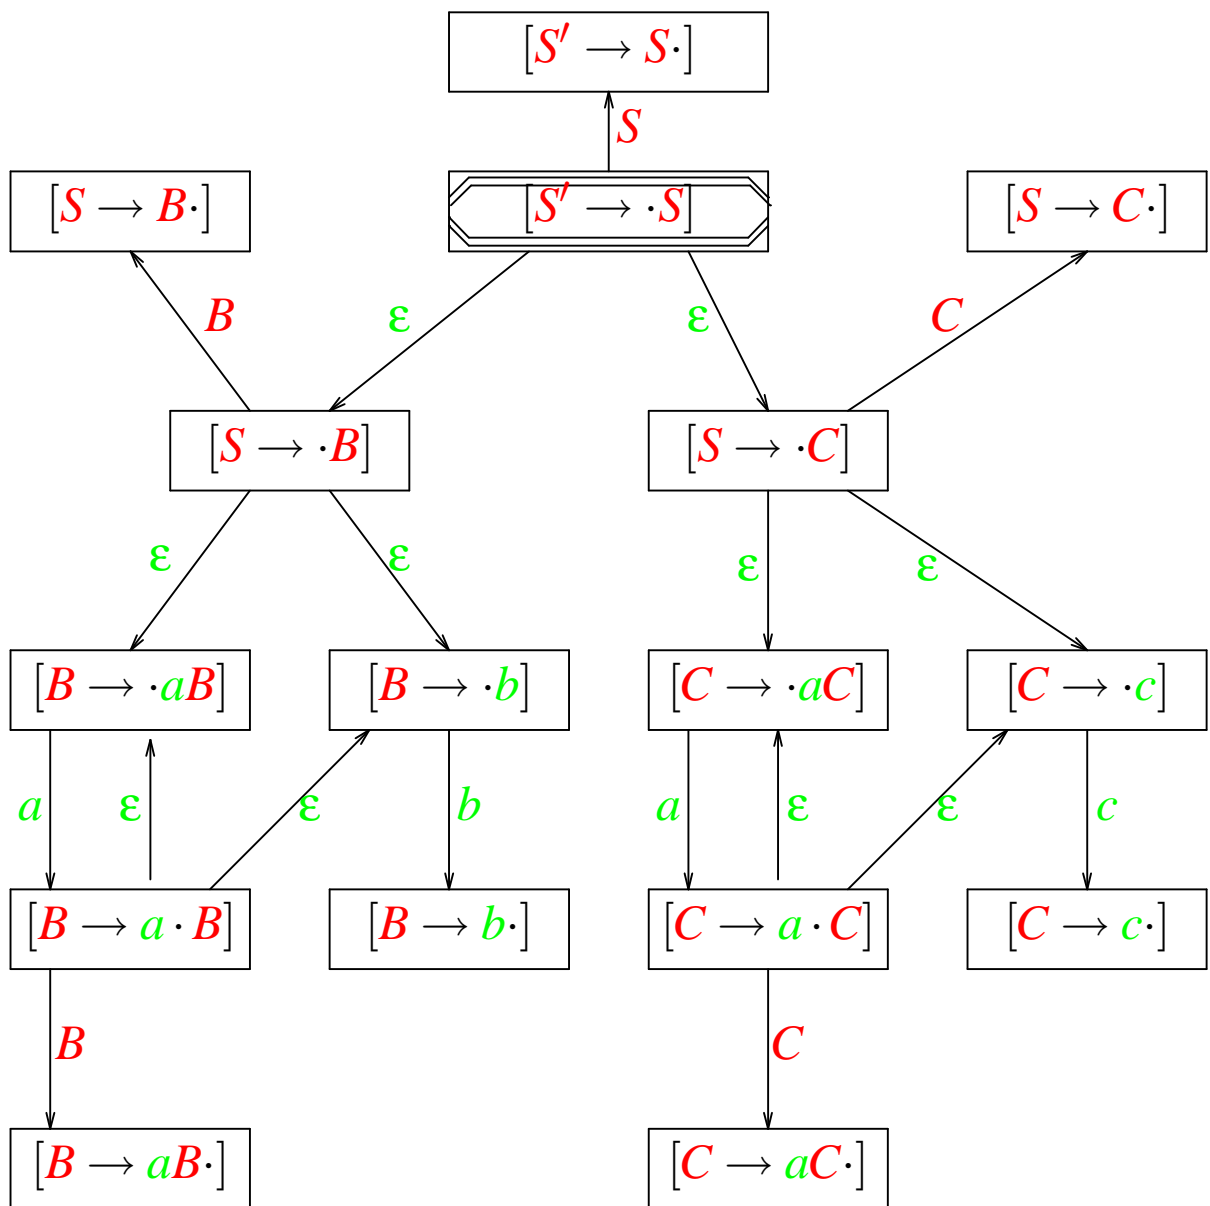 [S′ → S·]
S
[S → B·]
[S′ → ·S]
[S → C·]
B
ε
ε
C
[S → ·B]
[S → ·C]
ε
ε
ε
ε
[B → ·aB]
[B → ·b]
[C → ·aC]
[C → ·c]
a
ε
ε
b
a
ε
ε
c
[B → a · B]
[B → b·]
[C → a · C]
[C → c·]
B
C
[B → aB·]
[C → aC·]